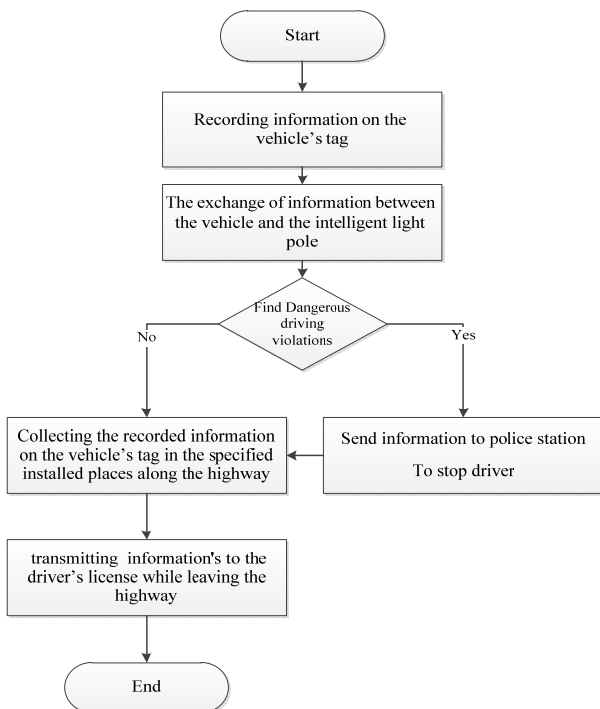 Start
Recording information on the
vehicle’s tag
The exchange of information between
the vehicle and the intelligent light
pole
Find Dangerous
driving
violations
No
Yes
Collecting the recorded information
on the vehicle’s tag in the specified
installed places along the highway
Send information to police station
To stop driver
transmitting information's to the
driver’s license while leaving the
highway
End